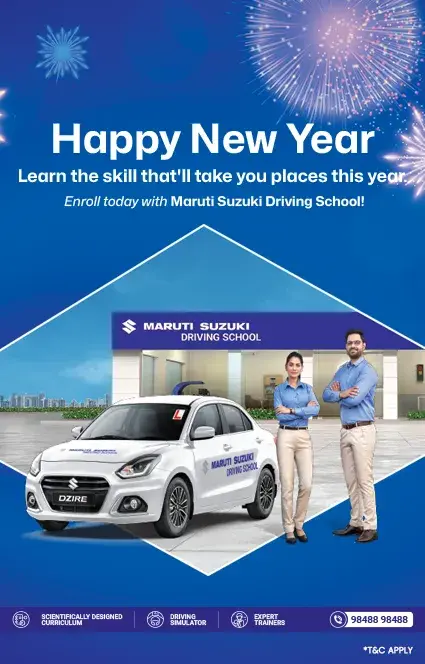 Happy New Year
Learn the skill that'll take you places this year.
Enroll today with Maruti Suzuki Driving School!
MARUTI SUZUKI
DRIVING SCHOOL
L
MARUTI SUZUKI
DRIVING SCHOOL
DZIRE
SCIENTIFICALLY DESIGNED
CURRICULUM
DRIVING
SIMULATOR
EXPERT
TRAINERS
98488 98488
*T&C APPLY